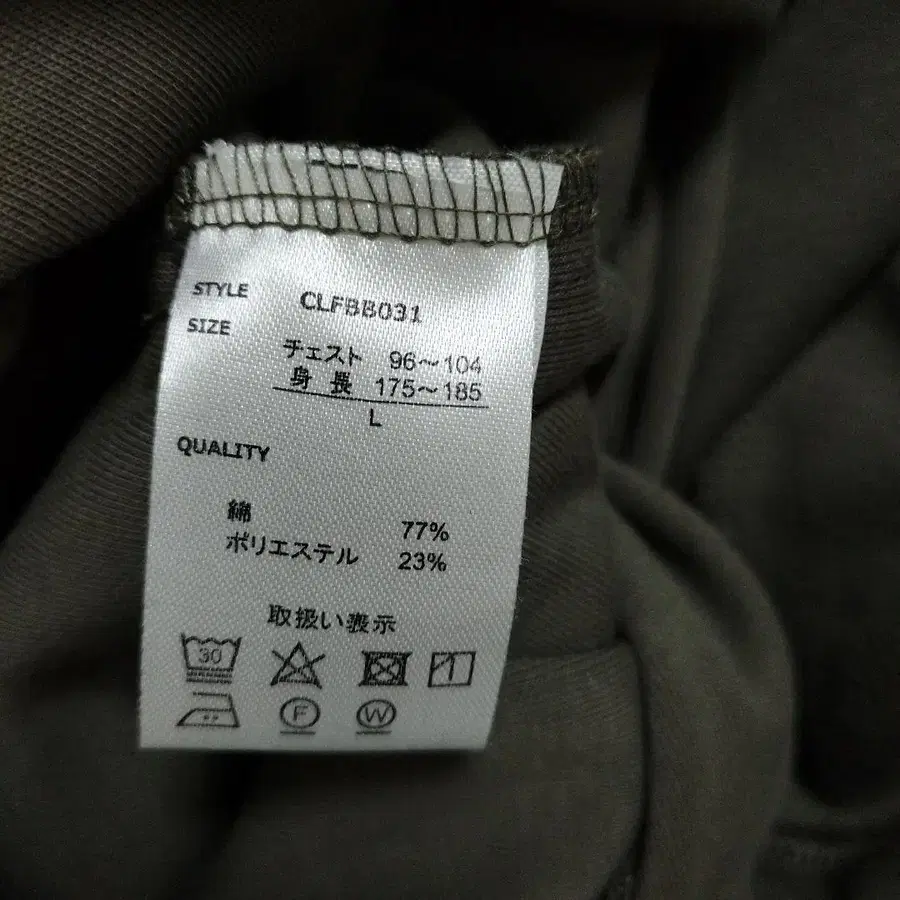 STYLE CLFBB031
SIZE
チェスト 96～104
身長 175～185
L
QUALITY
綿 77%
ポリエステル 23%
取扱い表示
30
F W